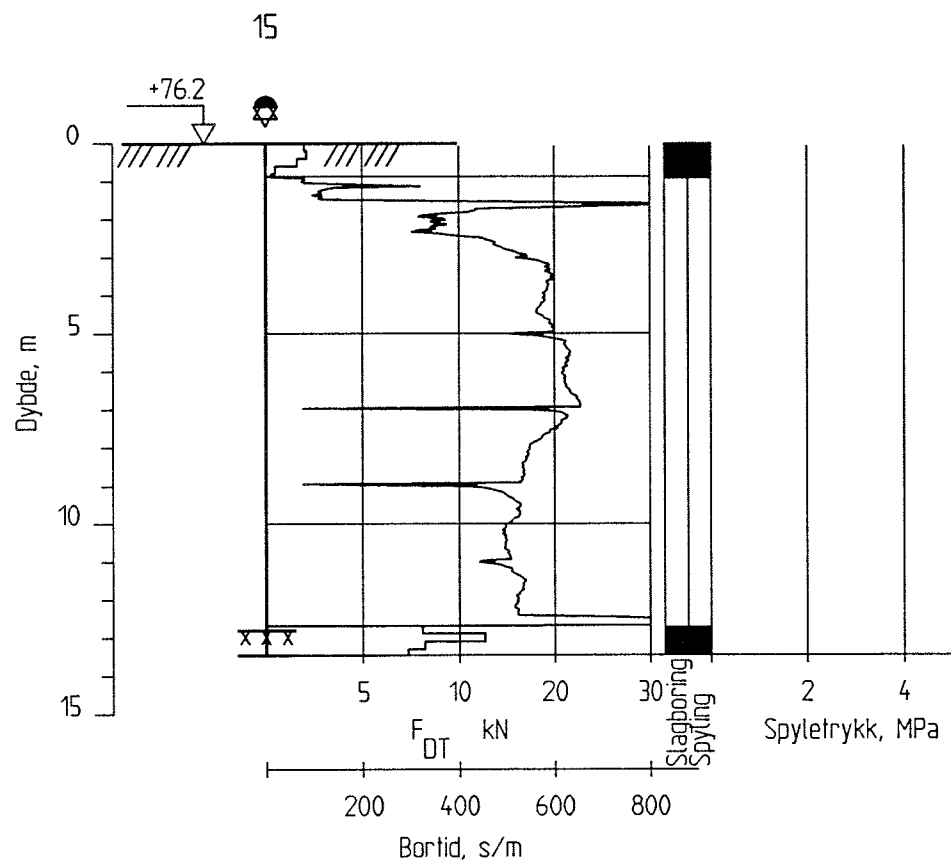 15
+76.2
0
5
10
15
Dybde, m
x x x
5 10 20 30
F DT kN
Slagboring
Spyling
2 4
Spyletrykk, MPa
200 400 600 800
Bortid, s/m